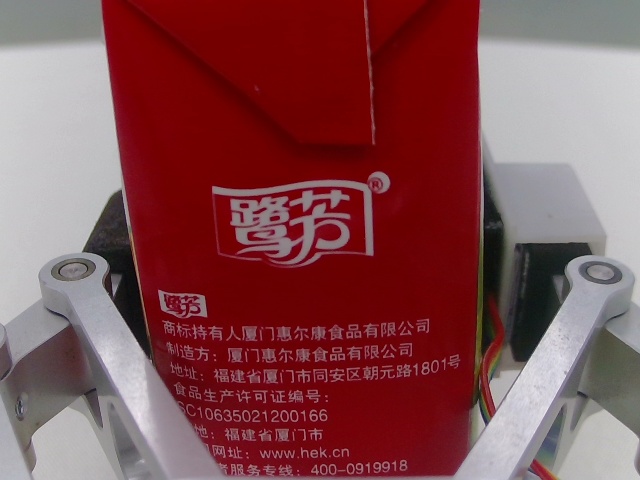 鹭芳®
鹭芳
商标持有人厦门惠尔康食品有限公司
制造方：厦门惠尔康食品有限公司
地址：福建省厦门市同安区朝元路1801号
食品生产许可证编号：
SC10635021200166
地：福建省厦门市
网址：www.hek.cn
者服务专线：400-0919918